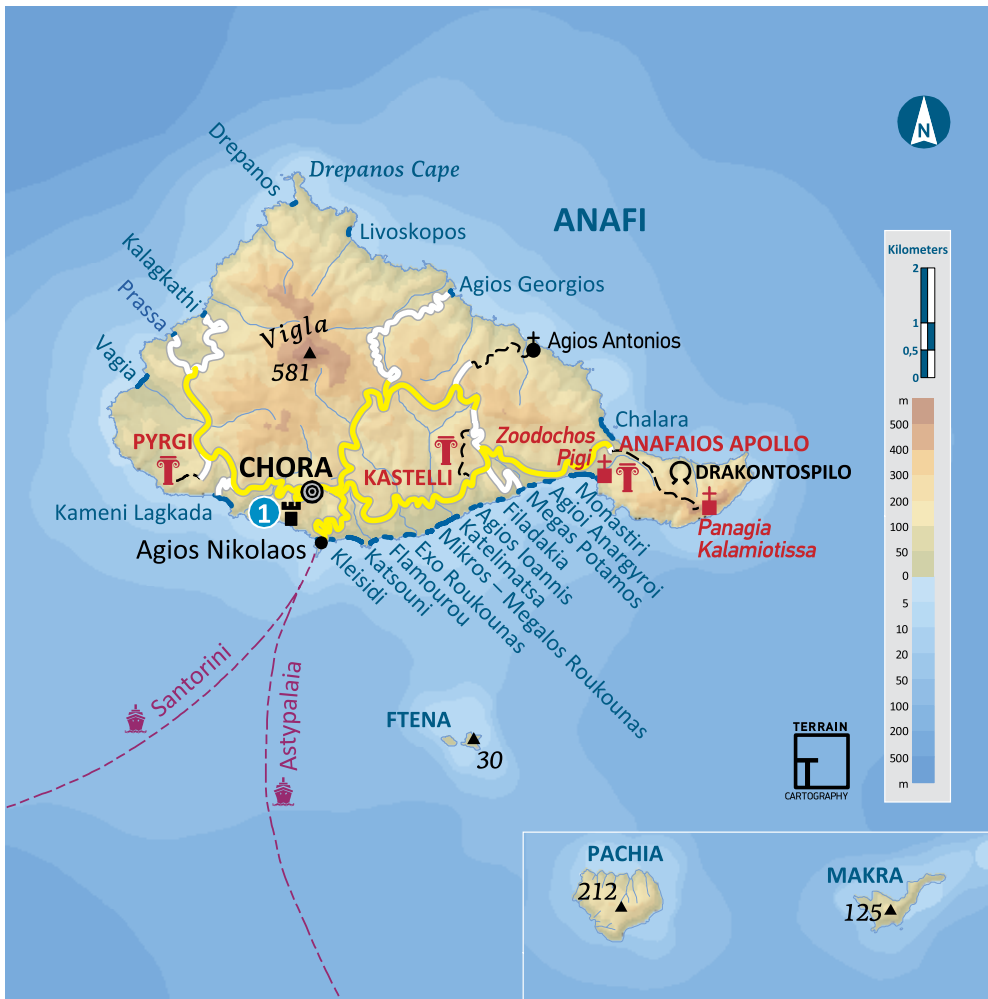 N
Drepanos
Drepanos Cape
ANAFI
Livoskopos
Kilometers
2
1
0,5
0
Kalagkathi
Agios Georgios
Prassa
Vigla
581
Agios Antonios
Vagia
Chalara
PYRGI
Zoodochos
Pigi
ANAFAIOS APOLLO
CHORA
KASTELLI
DRAKONTOSPILO
Kameni Lagkada
1
Agios Nikolaos
Panagia
Kalamiotissa
Kleisidi
Katsouni
Flamourou
Exo Roukounas
Mikros – Megalos Roukounas
Katelimatsa
Agios Ioannis
Filadakia
Megas Potamos
Agioi Anargyroi
Monastiri
m
500
400
300
200
100
50
0
5
10
20
50
100
200
500
m
Santorini
Astypalaia
FTENA
30
TERRAIN
T
CARTOGRAPHY
PACHIA
212
MAKRA
125